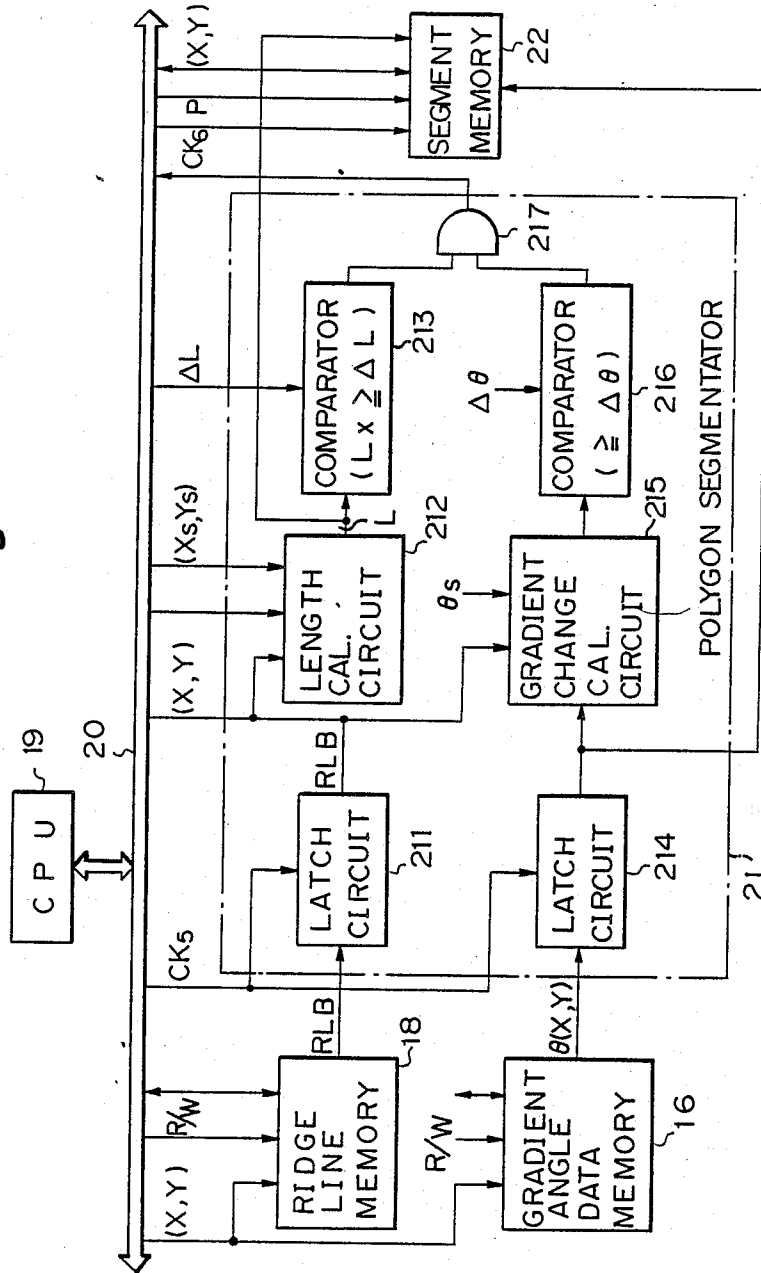 CPU
19
20
(X,Y)
R/W
CK5
(X,Y)
(Xs,Ys)
ΔL
CK6
P
(X,Y)
RIDGE
LINE
MEMORY
18
RLB
LATCH
CIRCUIT
211
RLB
LENGTH
CAL.
CIRCUIT
212
L
COMPARATOR
(Lx ≧ ΔL)
213
217
SEGMENT
MEMORY
22
R/W
GRADIENT
ANGLE
DATA
MEMORY
16
θ(X,Y)
LATCH
CIRCUIT
214
θs
GRADIENT
CHANGE
CAL.
CIRCUIT
215
Δθ
COMPARATOR
(≧ Δθ)
216
POLYGON SEGMENTATOR
21'